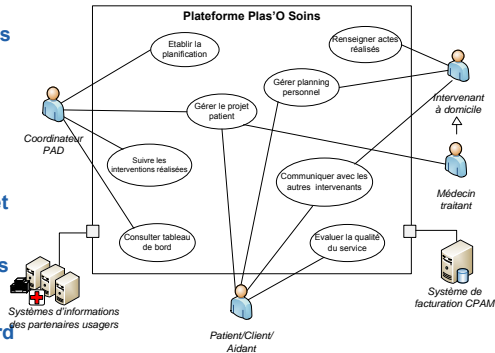 Plateforme Plas'O Soins
s
Etablir la
planification
Renseigner actes
réalisés
Gérer planning
personnel
Intervenant
à domicile
Gérer le projet
patient
Coordinateur
PAD
Suivre les
interventions réalisées
Communiquer avec les
autres intervenants
Médecin
traitant
et
Consulter tableau
de bord
Evaluer la qualité
du service
s
Systèmes d'informations
des partenaires usagers
Système de
facturation CPAM
rd
Patient/Client/
Aidant